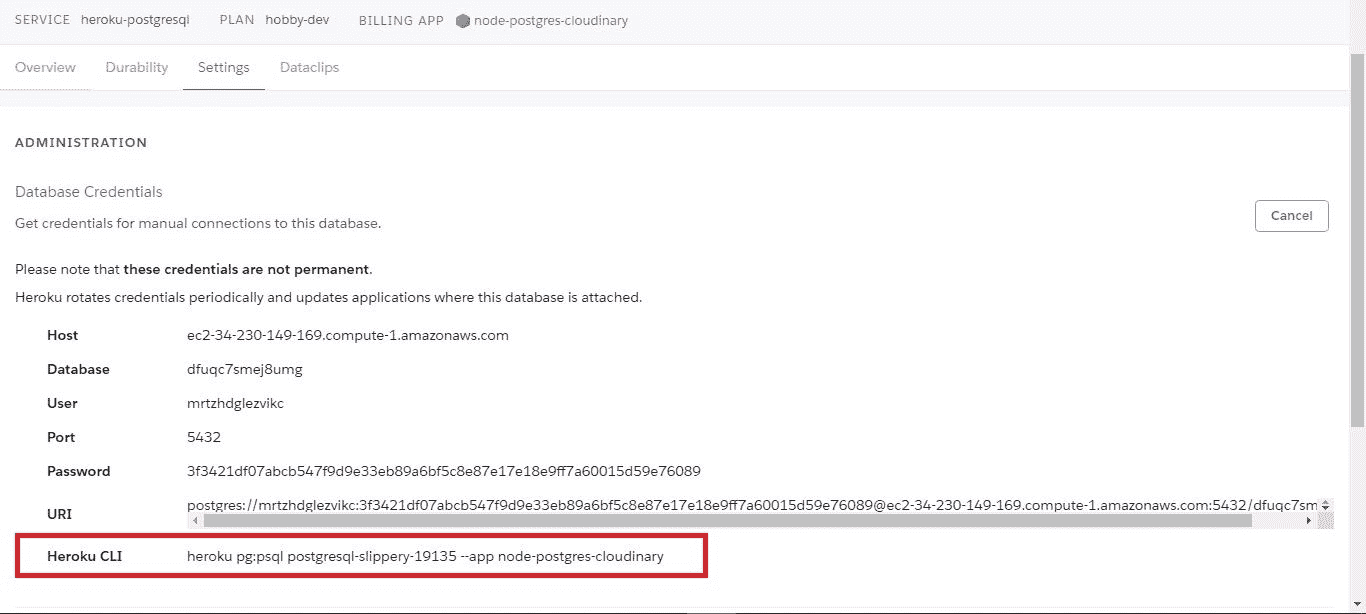 SERVICE heroku-postgresql PLAN hobby-dev BILLING APP node-postgres-cloudinary
Overview Durability Settings Dataclips
ADMINISTRATION
Database Credentials
Get credentials for manual connections to this database.
Cancel
Please note that these credentials are not permanent.
Heroku rotates credentials periodically and updates applications where this database is attached.
Host ec2-34-230-149-169.compute-1.amazonaws.com
Database dfuqc7smej8umg
User mrtzhdglezvikc
Port 5432
Password 3f3421df07abcb547f9d9e33eb89a6bf5c8e87e17e18e9ff7a60015d59e76089
URI postgres://mrtzhdglezvikc:3f3421df07abcb547f9d9e33eb89a6bf5c8e87e17e18e9ff7a60015d59e76089@ec2-34-230-149-169.compute-1.amazonaws.com:5432/dfuqc7sm
Heroku CLI heroku pg:psql postgresql-slippery-19135 --app node-postgres-cloudinary